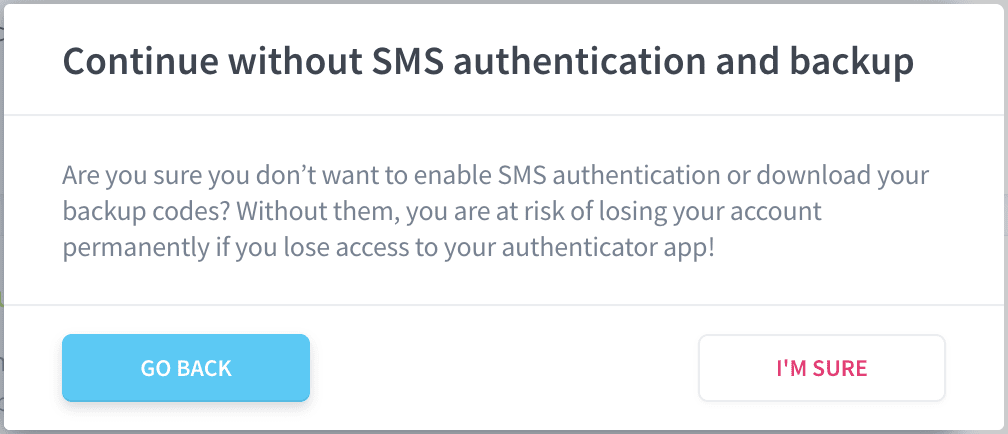 Continue without SMS authentication and backup
Are you sure you don’t want to enable SMS authentication or download your
backup codes? Without them, you are at risk of losing your account
permanently if you lose access to your authenticator app!
GO BACK
I'M SURE